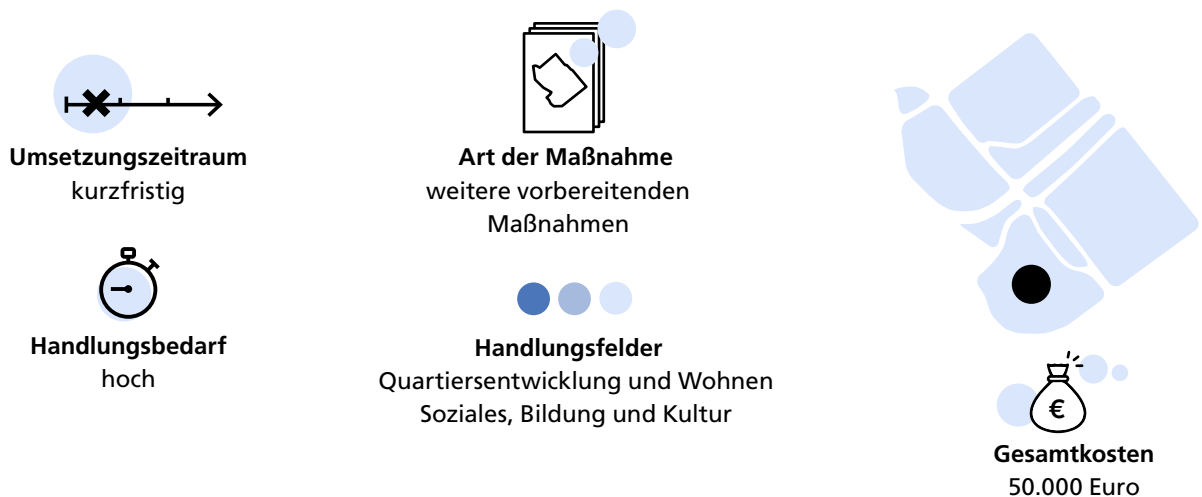 Umsetzungszeitraum
kurzfristig
Handlungsbedarf
hoch
Art der Maßnahme
weitere vorbereitenden
Maßnahmen
Handlungsfelder
Quartiersentwicklung und Wohnen
Soziales, Bildung und Kultur
€
Gesamtkosten
50.000 Euro